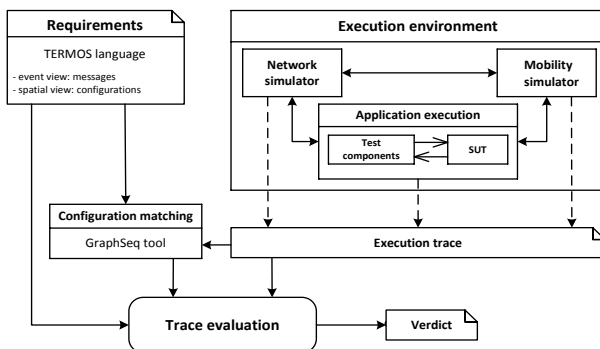 Requirements
TERMOS language
- event view: messages
- spatial view: configurations
Execution environment
Network
simulator
Mobility
simulator
Application execution
Test
components
SUT
Configuration matching
GraphSeq tool
Execution trace
Trace evaluation
Verdict